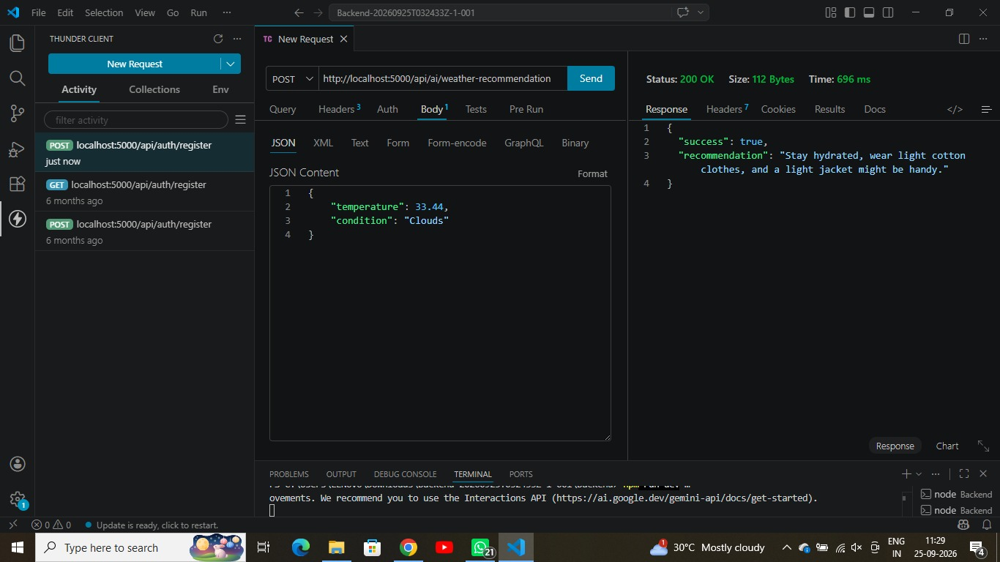 File Edit Selection View Go Run ···
Backend-20260925T032433Z-1-001
THUNDER CLIENT
New Request
Activity Collections Env
filter activity
POST localhost:5000/api/auth/register
just now
GET localhost:5000/api/auth/register
6 months ago
POST localhost:5000/api/auth/register
6 months ago
TC New Request
POST http://localhost:5000/api/ai/weather-recommendation Send
Query Headers 3 Auth Body 1 Tests Pre Run
JSON XML Text Form Form-encode GraphQL Binary
JSON Content Format
1 {
2 "temperature": 33.44,
3 "condition": "Clouds"
4 }
Status: 200 OK Size: 112 Bytes Time: 696 ms
Response Headers 7 Cookies Results Docs </>
1 {
2 "success": true,
3 "recommendation": "Stay hydrated, wear light cotton
clothes, and a light jacket might be handy."
4 }
Response Chart
PROBLEMS OUTPUT DEBUG CONSOLE TERMINAL PORTS
ovements. We recommend you to use the Interactions API (https://ai.google.dev/gemini-api/docs/get-started).
node Backend
node Backend
1
0 0 Update is ready, click to restart.
Type here to search
21
1
30°C Mostly cloudy
ENG
IN
11:29
25-09-2026
4